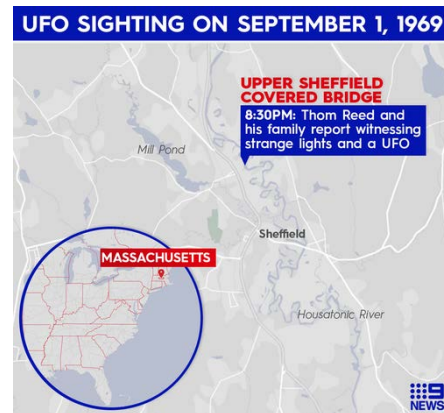 UFO SIGHTING ON SEPTEMBER 1, 1969
UPPER SHEFFIELD
COVERED BRIDGE
8:30PM: Thom Reed and
his family report witnessing
strange lights and a UFO
Mill Pond
Sheffield
MASSACHUSETTS
Housatonic River
9
NEWS